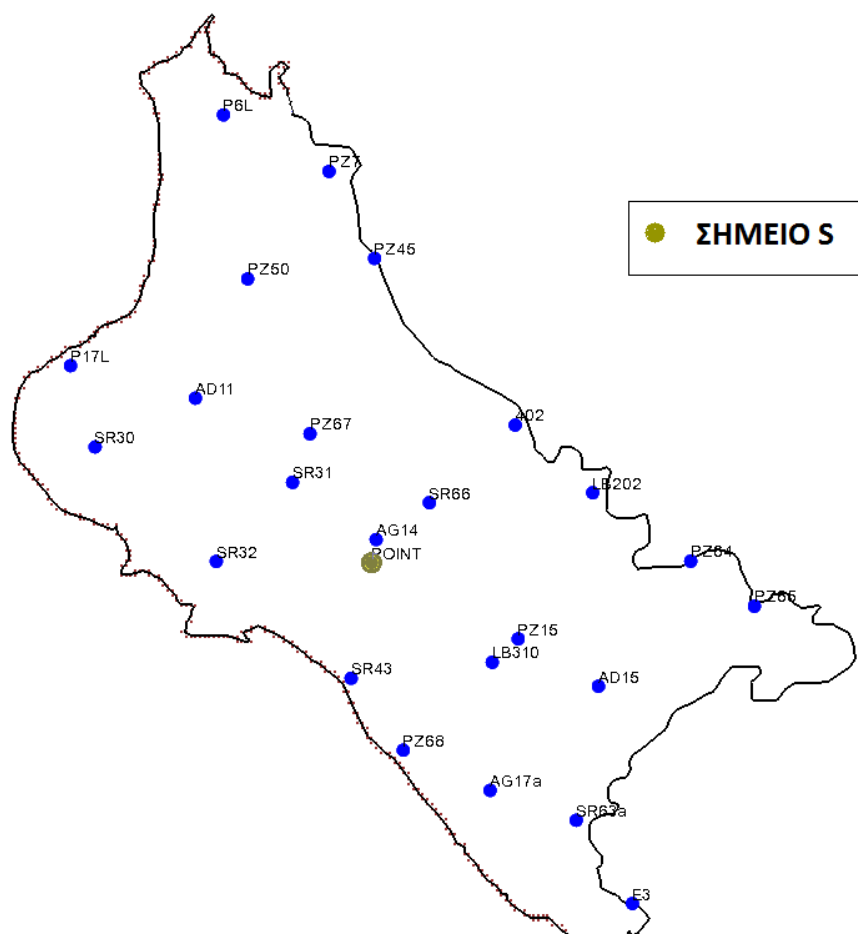 P6L
PZ7
ΣΗΜΕΙΟ S
PZ45
PZ50
P17L
AD11
402
PZ67
SR30
SR31
LB202
SR66
AG14
POINT
SR32
PZ64
PZ65
PZ15
LB310
SR43
AD15
PZ68
AG17a
SR63a
E3